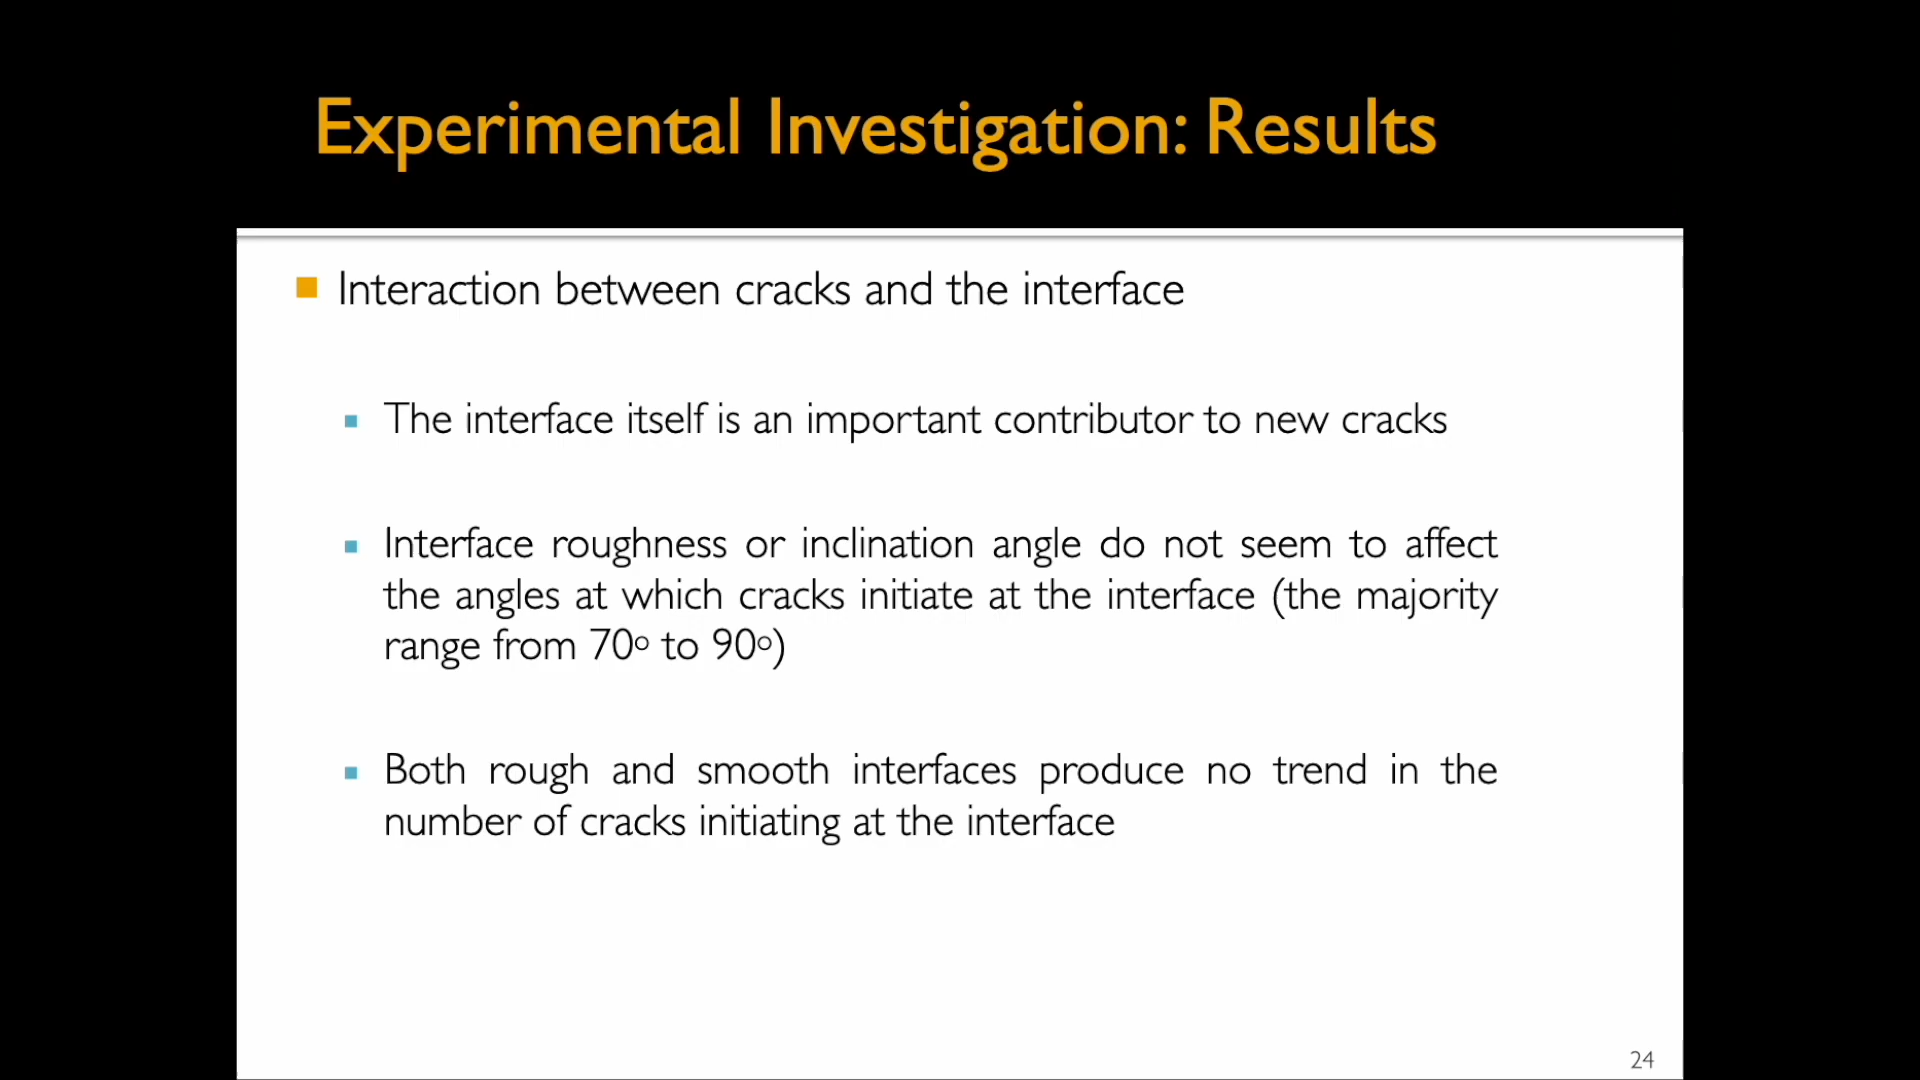 Experimental Investigation: Results
Interaction between cracks and the interface
The interface itself is an important contributor to new cracks
Interface roughness or inclination angle do not seem to affect
the angles at which cracks initiate at the interface (the majority
range from 70º to 90º)
Both rough and smooth interfaces produce no trend in the
number of cracks initiating at the interface
24